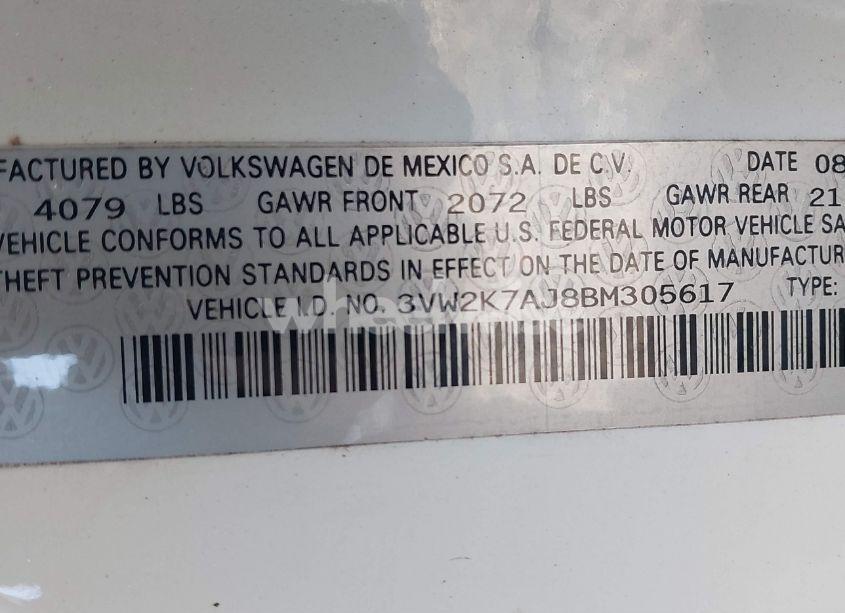 FACTURED BY VOLKSWAGEN DE MEXICO S.A. DE C.V. DATE 08
4079 LBS GAWR FRONT 2072 LBS GAWR REAR 21
VEHICLE CONFORMS TO ALL APPLICABLE U.S. FEDERAL MOTOR VEHICLE SA
THEFT PREVENTION STANDARDS IN EFFECT ON THE DATE OF MANUFACTUR
VEHICLE I.D. NO. 3VW2K7AJ8BM305617 TYPE: